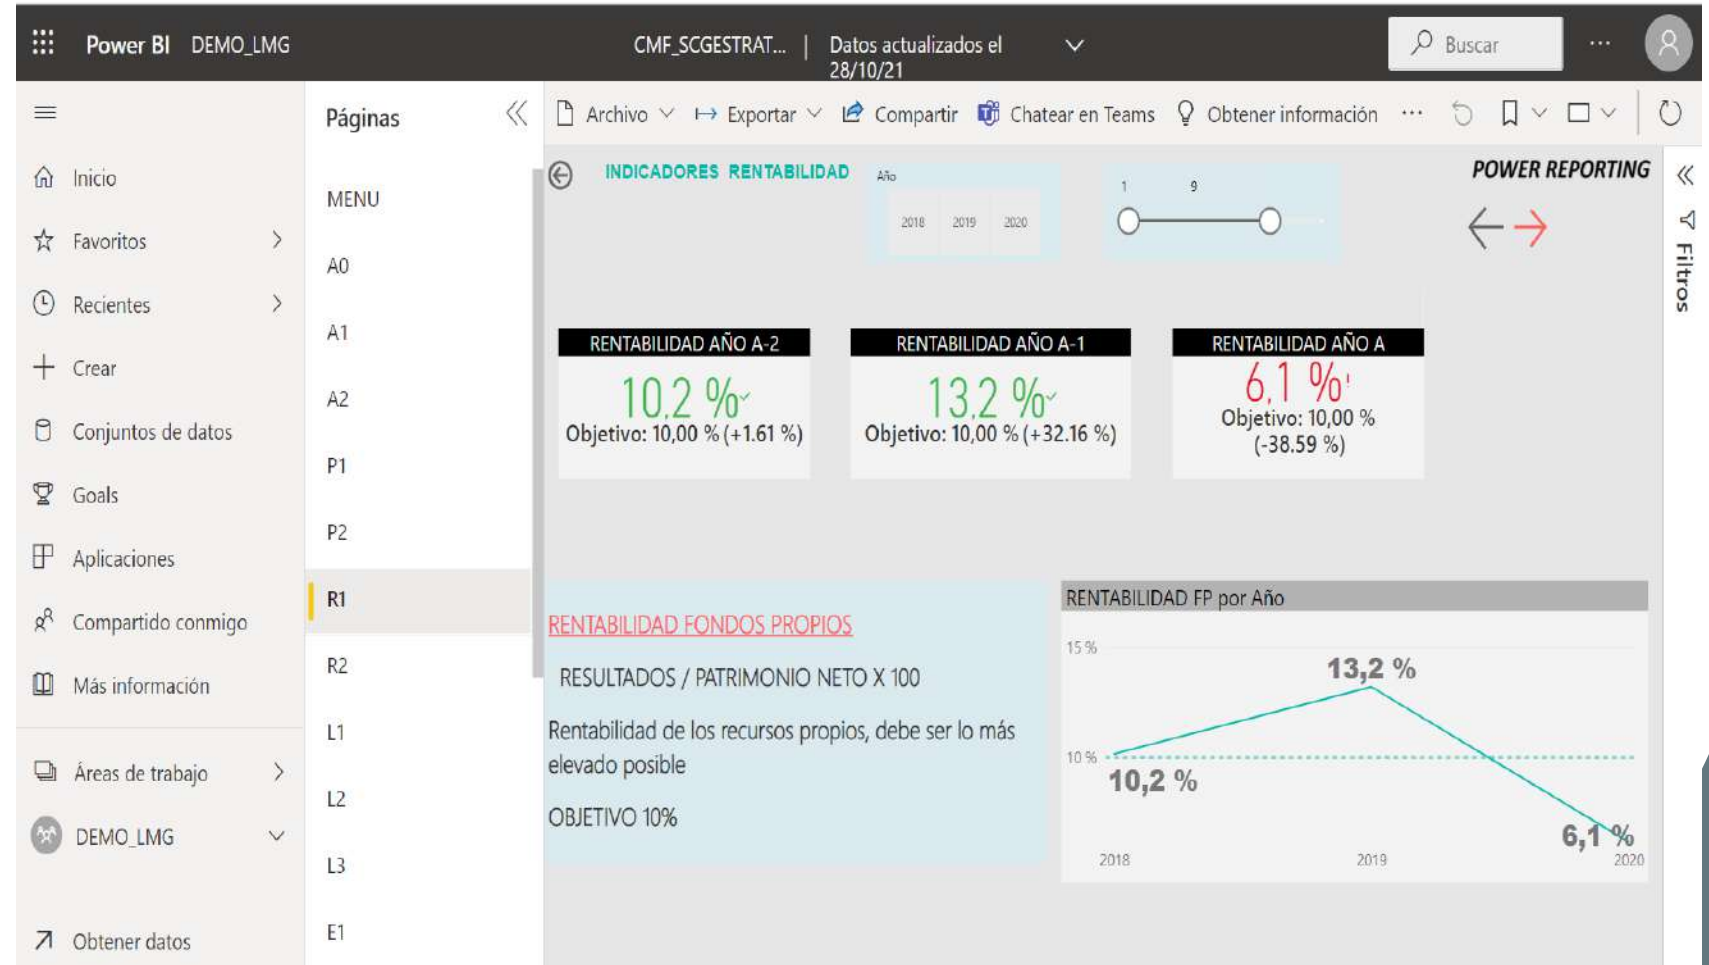 Power BI DEMO_LMG
CMF_SCGESTRAT... | Datos actualizados el
28/10/21
Buscar
...
Páginas
Archivo
Exportar
Compartir
Chatear en Teams
Obtener información
...
Inicio
Favoritos
Recientes
Crear
Conjuntos de datos
Goals
Aplicaciones
Compartido conmigo
Más información
Áreas de trabajo
DEMO_LMG
Obtener datos
MENU
A0
A1
A2
P1
P2
R1
R2
L1
L2
L3
E1
INDICADORES RENTABILIDAD
Año
2018 2019 2020
1 9
POWER REPORTING
Filtros
RENTABILIDAD AÑO A-2
10,2 %
Objetivo: 10,00 % (+1.61 %)
RENTABILIDAD AÑO A-1
13,2 %
Objetivo: 10,00 % (+32.16 %)
RENTABILIDAD AÑO A
6,1 %!
Objetivo: 10,00 %
(-38.59 %)
RENTABILIDAD FONDOS PROPIOS
RESULTADOS / PATRIMONIO NETO X 100
Rentabilidad de los recursos propios, debe ser lo más
elevado posible
OBJETIVO 10%
RENTABILIDAD FP por Año
15 %
13,2 %
10 %
10,2 %
6,1 %
2018 2019 2020